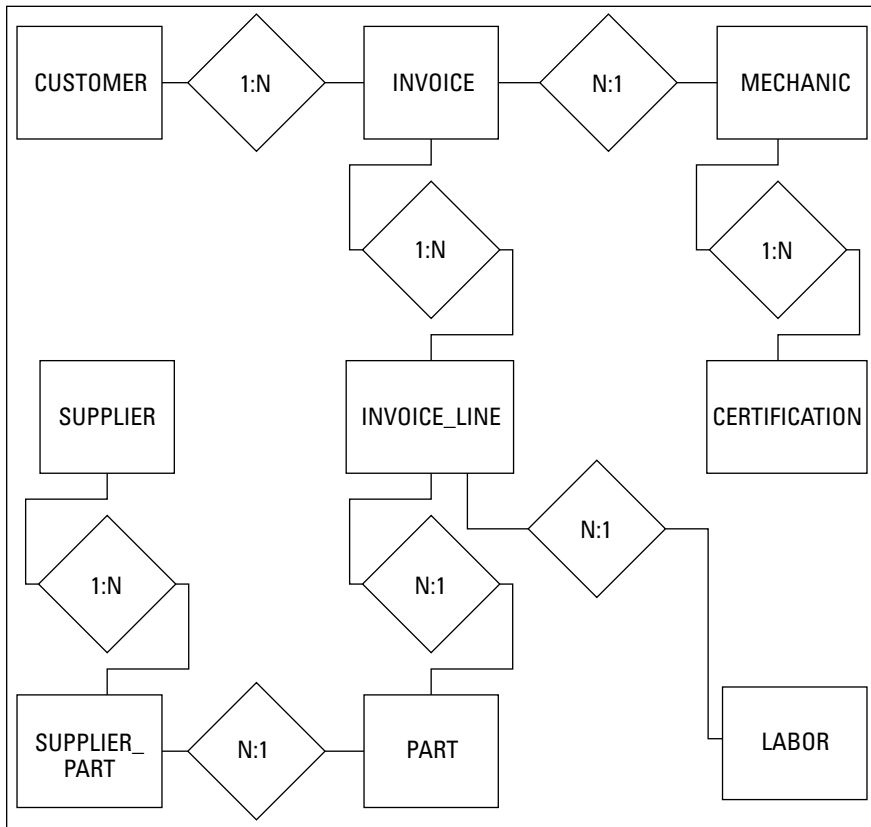 CUSTOMER
1:N
INVOICE
N:1
MECHANIC
1:N
1:N
SUPPLIER
INVOICE_LINE
CERTIFICATION
1:N
N:1
N:1
SUPPLIER_
PART
N:1
PART
LABOR